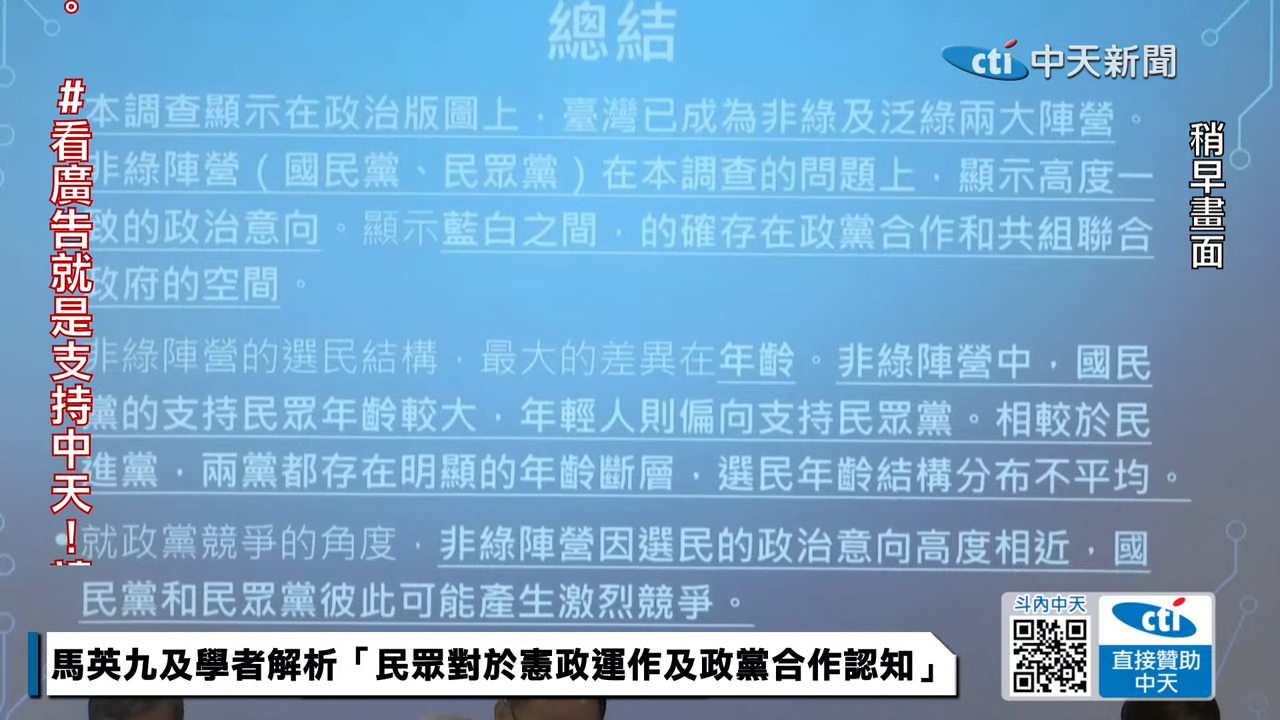 總結
本調查顯示在政治版圖上，臺灣已成為非綠及泛綠兩大陣營。
非綠陣營（國民黨、民眾黨）在本調查的問題上，顯示高度一
致的政治意向。顯示藍白之間，的確存在政黨合作和共組聯合
政府的空間。
非綠陣營的選民結構，最大的差異在年齡。非綠陣營中，國民
黨的支持民眾年齡較大，年輕人則偏向支持民眾黨。相較於民
進黨，兩黨都存在明顯的年齡斷層，選民年齡結構分布不平均。
•就政黨競爭的角度，非綠陣營因選民的政治意向高度相近，國
民黨和民眾黨彼此可能產生激烈競爭。
。#看廣告就是支持中天！
cti 中天新聞
稍早畫面
斗內中天
cti
直接贊助
中天
馬英九及學者解析「民眾對於憲政運作及政黨合作認知」